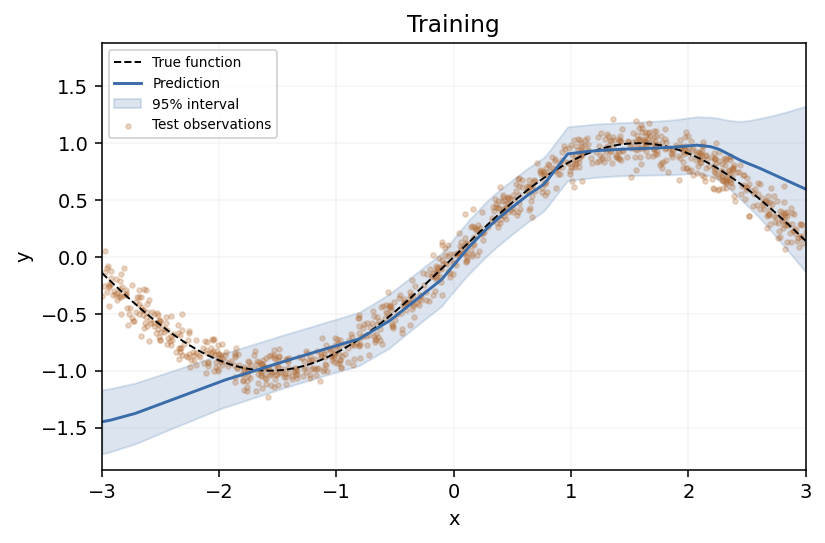 Training
True function
Prediction
95% interval
Test observations
y
1.5
1.0
0.5
0.0
−0.5
−1.0
−1.5
−3 −2 −1 0 1 2 3
x